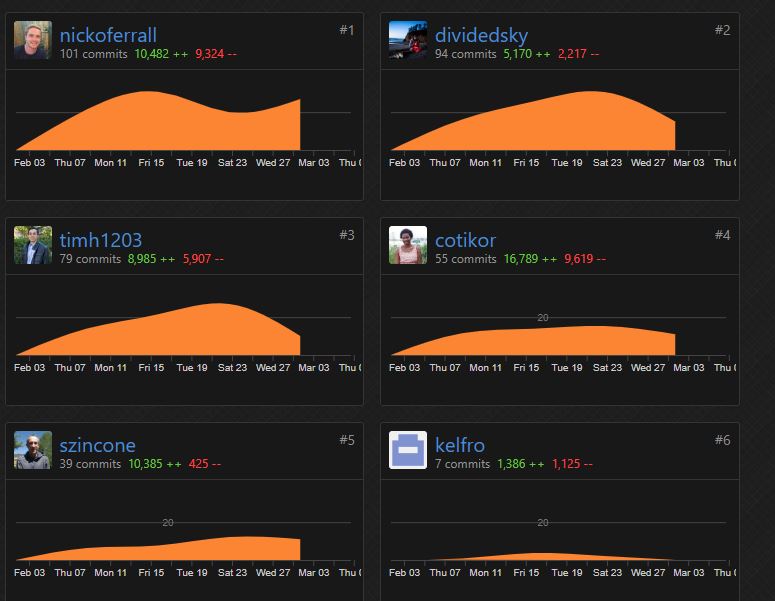 nickoferrall #1
101 commits 10,482 ++ 9,324 --
Feb 03 Thu 07 Mon 11 Fri 15 Tue 19 Sat 23 Wed 27 Mar 03 Thu 0
dividedsky #2
94 commits 5,170 ++ 2,217 --
Feb 03 Thu 07 Mon 11 Fri 15 Tue 19 Sat 23 Wed 27 Mar 03 Thu 0
timh1203 #3
79 commits 8,985 ++ 5,907 --
Feb 03 Thu 07 Mon 11 Fri 15 Tue 19 Sat 23 Wed 27 Mar 03 Thu 0
cotikor #4
55 commits 16,789 ++ 9,619 --
20
Feb 03 Thu 07 Mon 11 Fri 15 Tue 19 Sat 23 Wed 27 Mar 03 Thu 0
szincone #5
39 commits 10,385 ++ 425 --
20
Feb 03 Thu 07 Mon 11 Fri 15 Tue 19 Sat 23 Wed 27 Mar 03 Thu 0
kelfro #6
7 commits 1,386 ++ 1,125 --
20
Feb 03 Thu 07 Mon 11 Fri 15 Tue 19 Sat 23 Wed 27 Mar 03 Thu 0